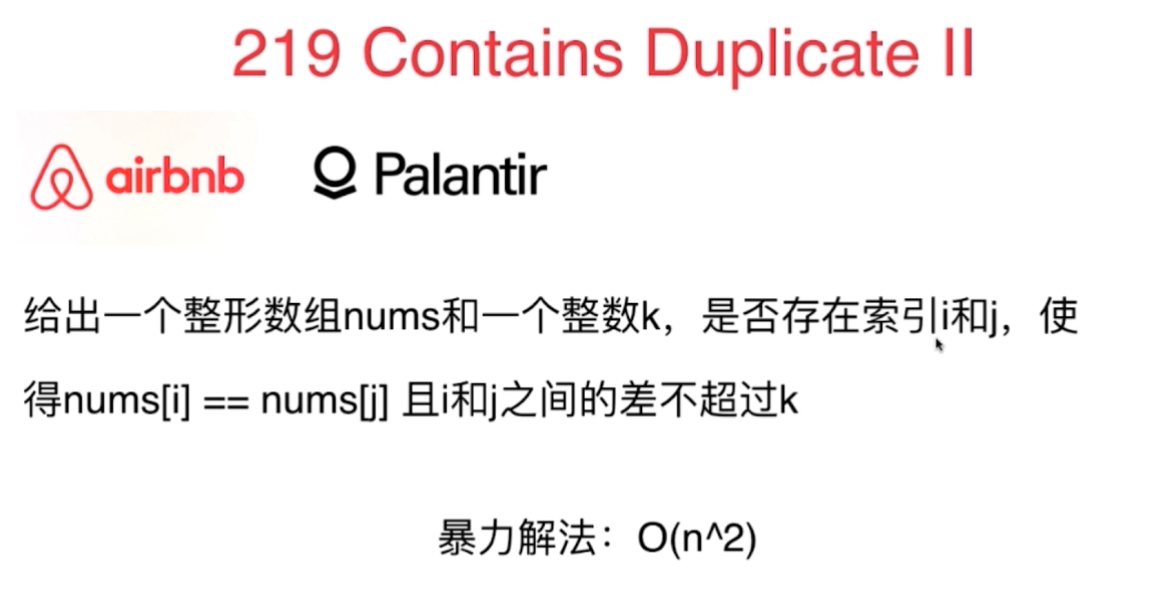 219 Contains Duplicate II
airbnb
Palantir
给出一个整形数组nums和一个整数k，是否存在索引i和j，使
得nums[i] == nums[j] 且i和j之间的差不超过k
暴力解法：O(n^2)